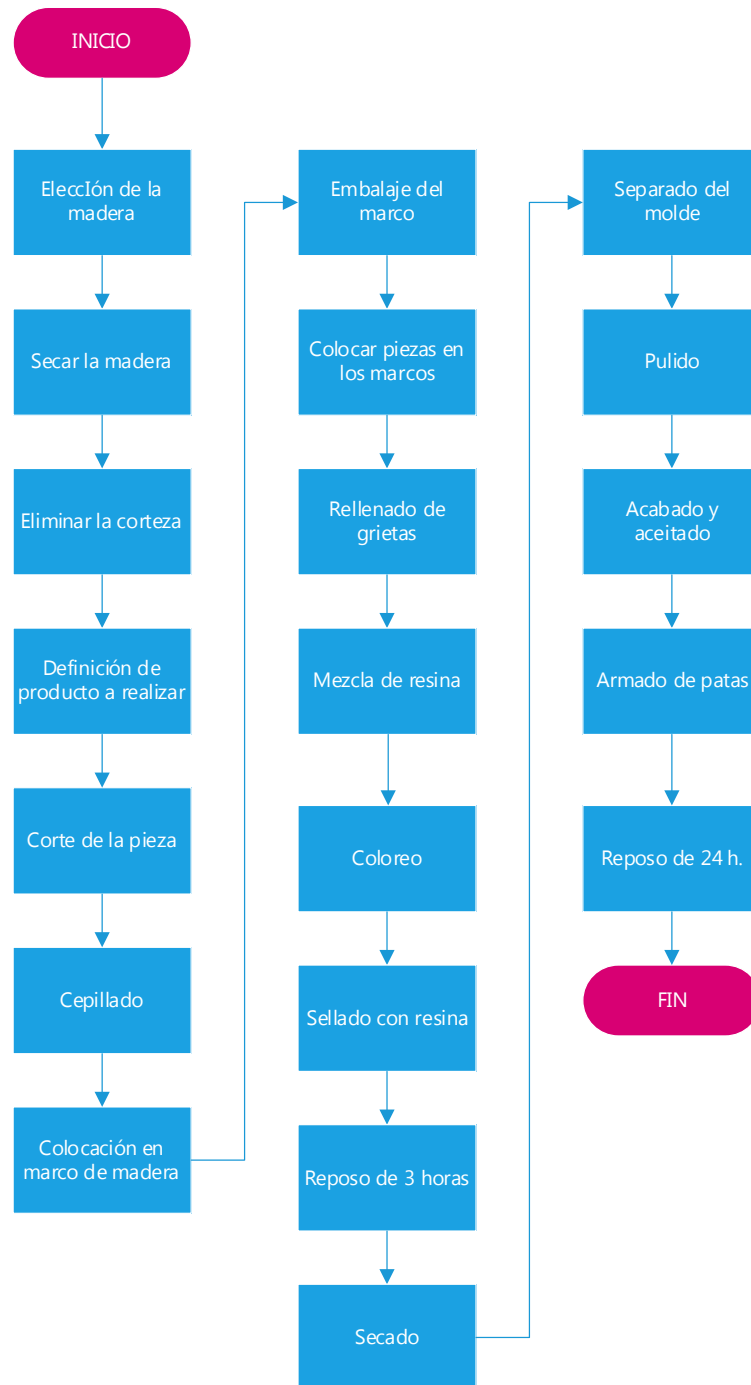 INICIO
EleccIón de la
madera
Secar la madera
Eliminar la corteza
Definición de
producto a realizar
Corte de la pieza
Cepillado
Colocación en
marco de madera
Embalaje del
marco
Colocar piezas en
los marcos
Rellenado de
grietas
Mezcla de resina
Coloreo
Sellado con resina
Reposo de 3 horas
Secado
Separado del
molde
Pulido
Acabado y
aceitado
Armado de patas
Reposo de 24 h.
FIN